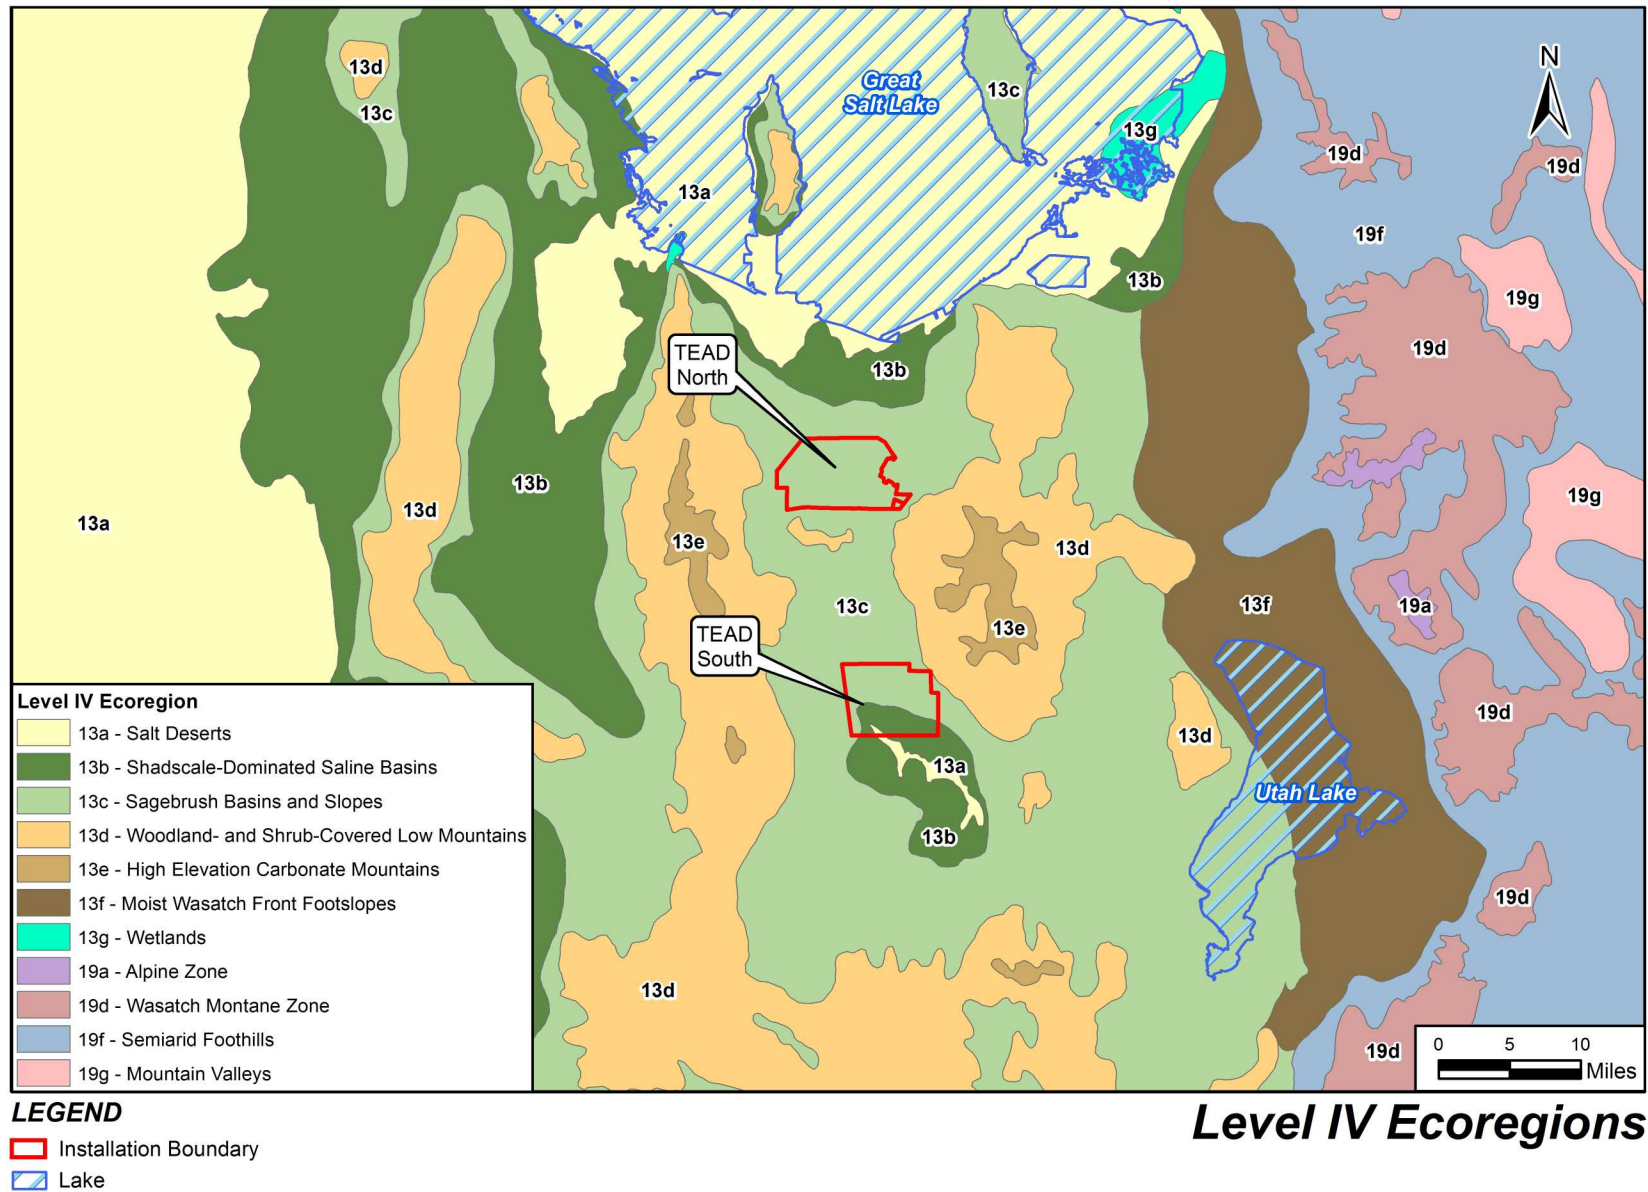 13d
13c
Great
Salt Lake
13c
13g
N
19d
19d
13a
19f
13b
19g
19d
TEAD
North
13b
13b
13d
19g
13a
13e
13d
13c
13f
19a
13e
TEAD
South
19d
13d
13a
Utah Lake
13b
19d
13d
19d
Level IV Ecoregion
13a - Salt Deserts
13b - Shadscale-Dominated Saline Basins
13c - Sagebrush Basins and Slopes
13d - Woodland- and Shrub-Covered Low Mountains
13e - High Elevation Carbonate Mountains
13f - Moist Wasatch Front Footslopes
13g - Wetlands
19a - Alpine Zone
19d - Wasatch Montane Zone
19f - Semiarid Foothills
19g - Mountain Valleys
0 5 10
Miles
LEGEND
Installation Boundary
Lake
Level IV Ecoregions